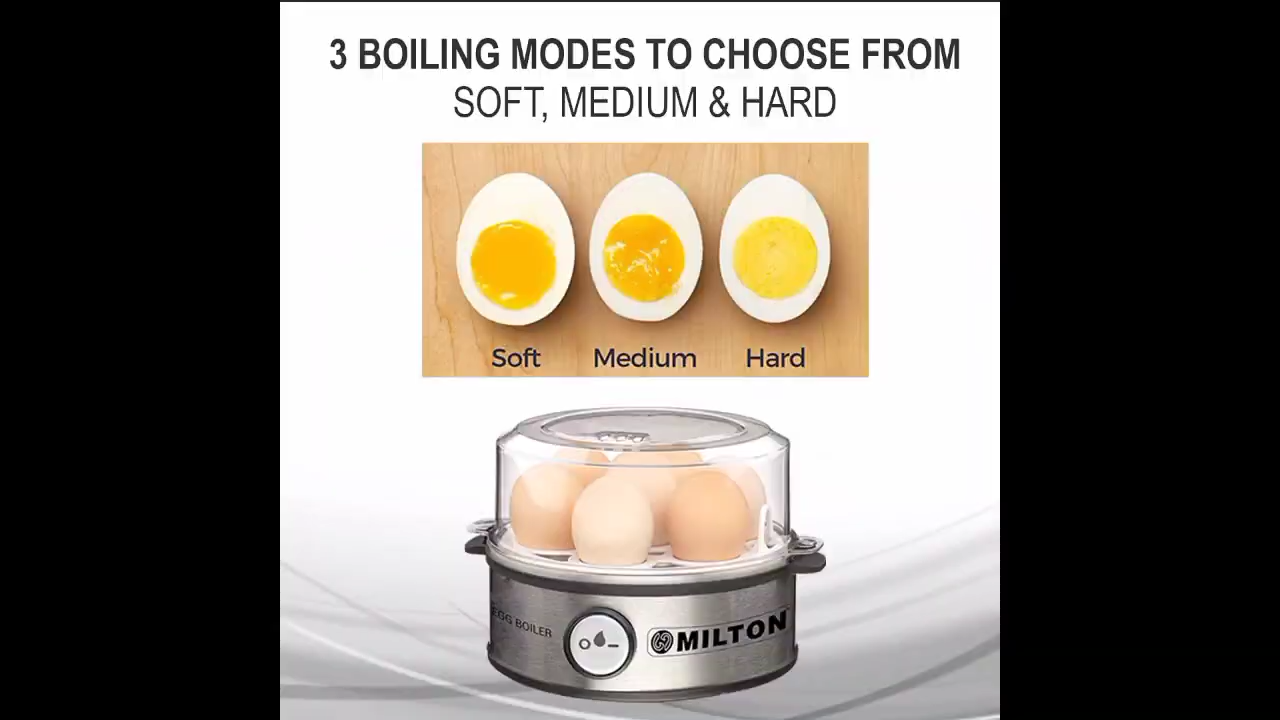 3 BOILING MODES TO CHOOSE FROM
SOFT, MEDIUM & HARD
Soft Medium Hard
EGG BOILER
MILTON